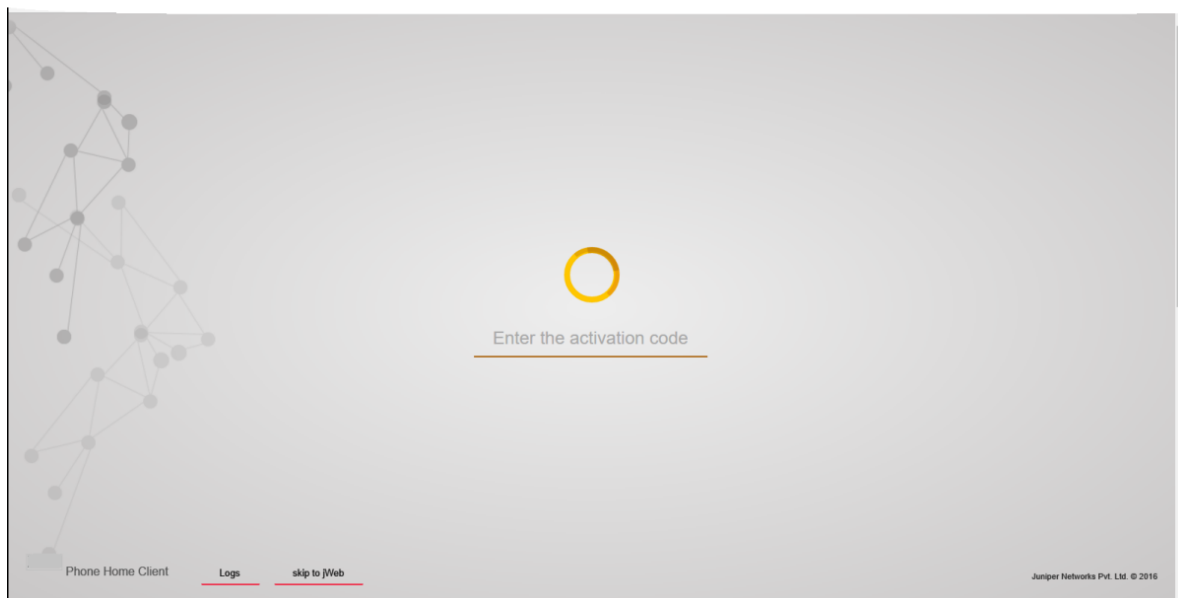 Enter the activation code
Phone Home Client
Logs
skip to jWeb
Juniper Networks Pvt. Ltd. © 2016